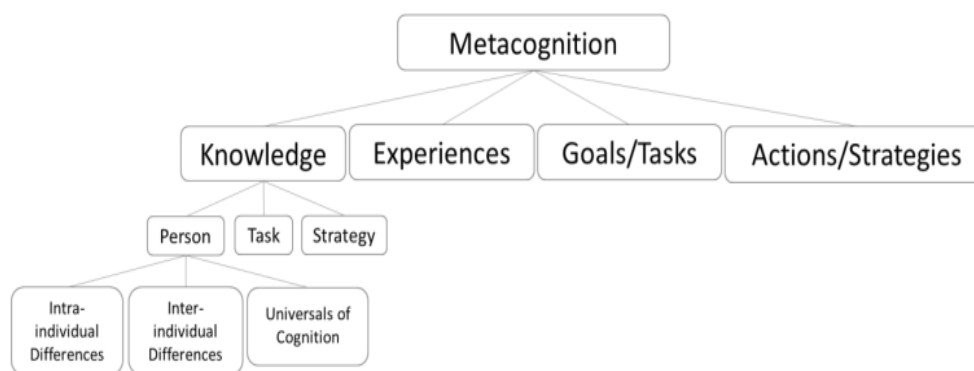 Metacognition
Knowledge
Experiences
Goals/Tasks
Actions/Strategies
Person
Task
Strategy
Intra-
individual
Differences
Inter-
individual
Differences
Universals of
Cognition